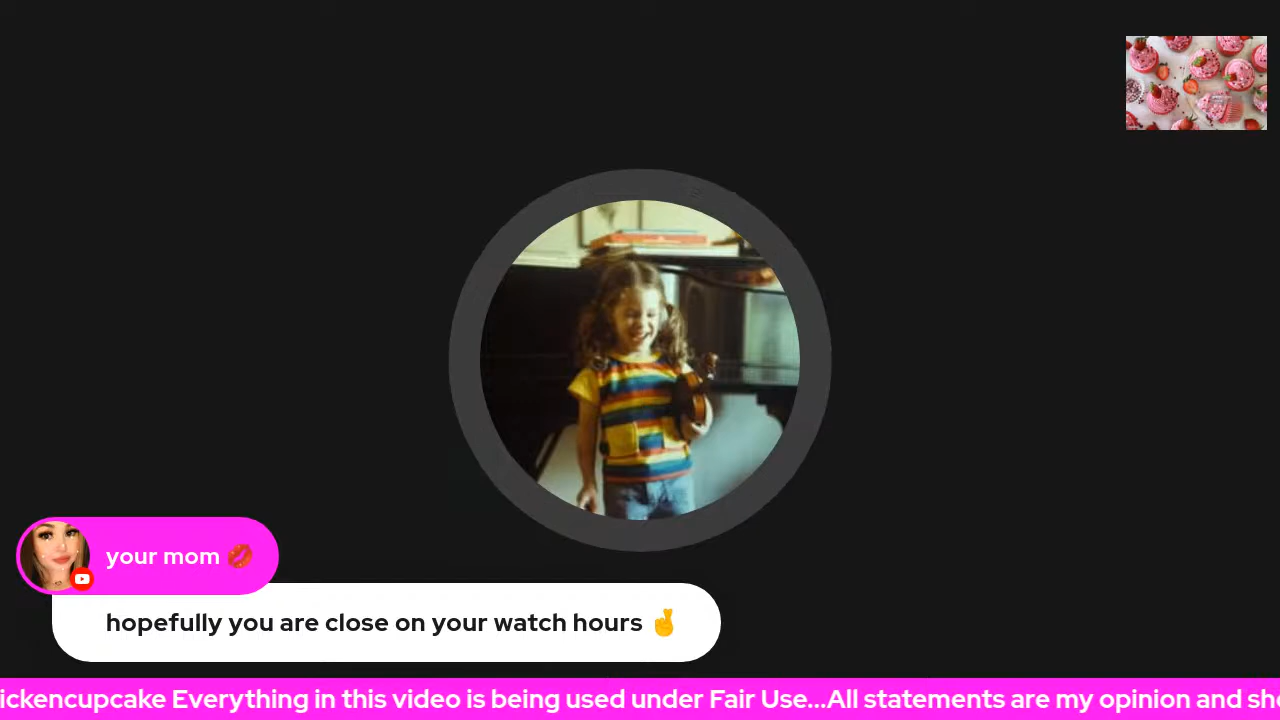 your mom 💋
hopefully you are close on your watch hours 🤞
ickencupcake Everything in this video is being used under Fair Use...All statements are my opinion and sho